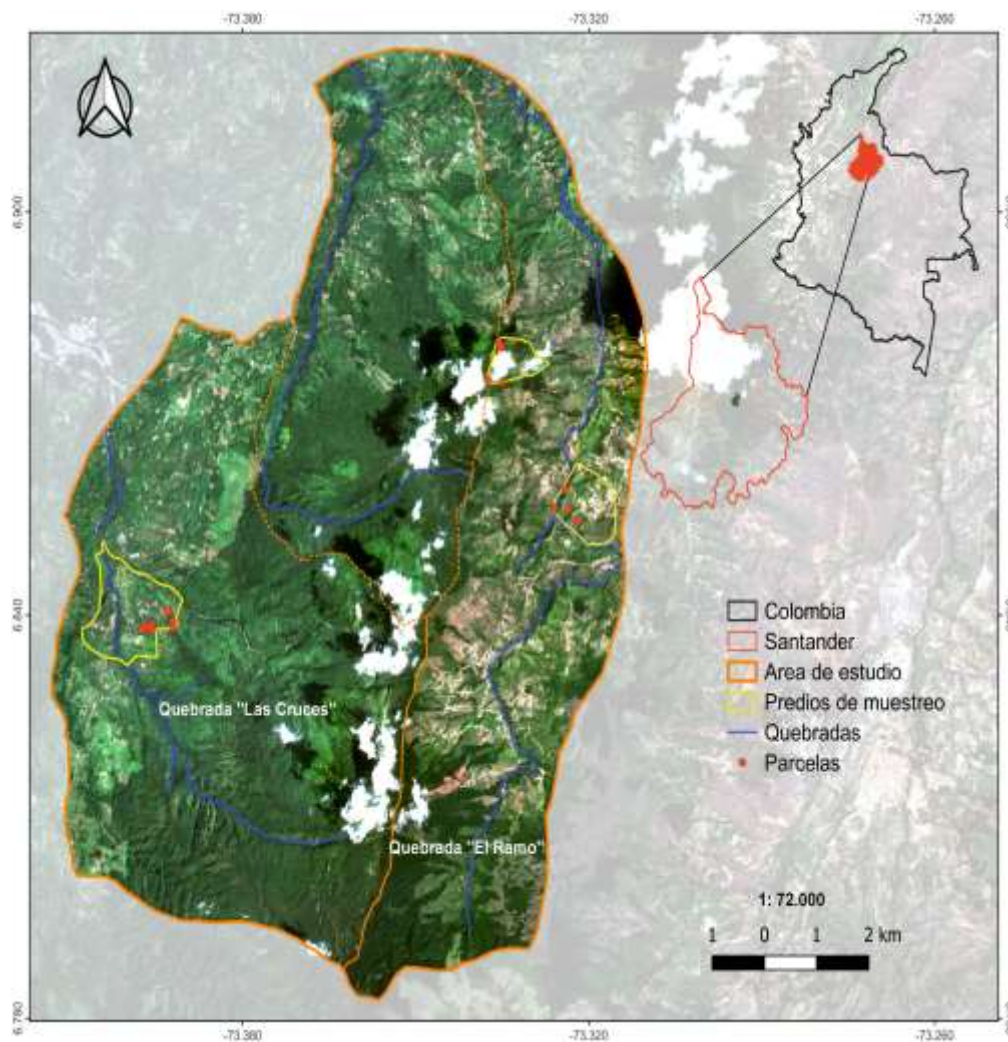 -73.380 -73.320 -73.260
6.900
6.840
6.780
Quebrada "Las Cruces"
Quebrada "El Ramo"
Colombia
Santander
Area de estudio
Predios de muestreo
Quebradas
Parcelas
1: 72.000
1 0 1 2 km
-73.380 -73.320 -73.260